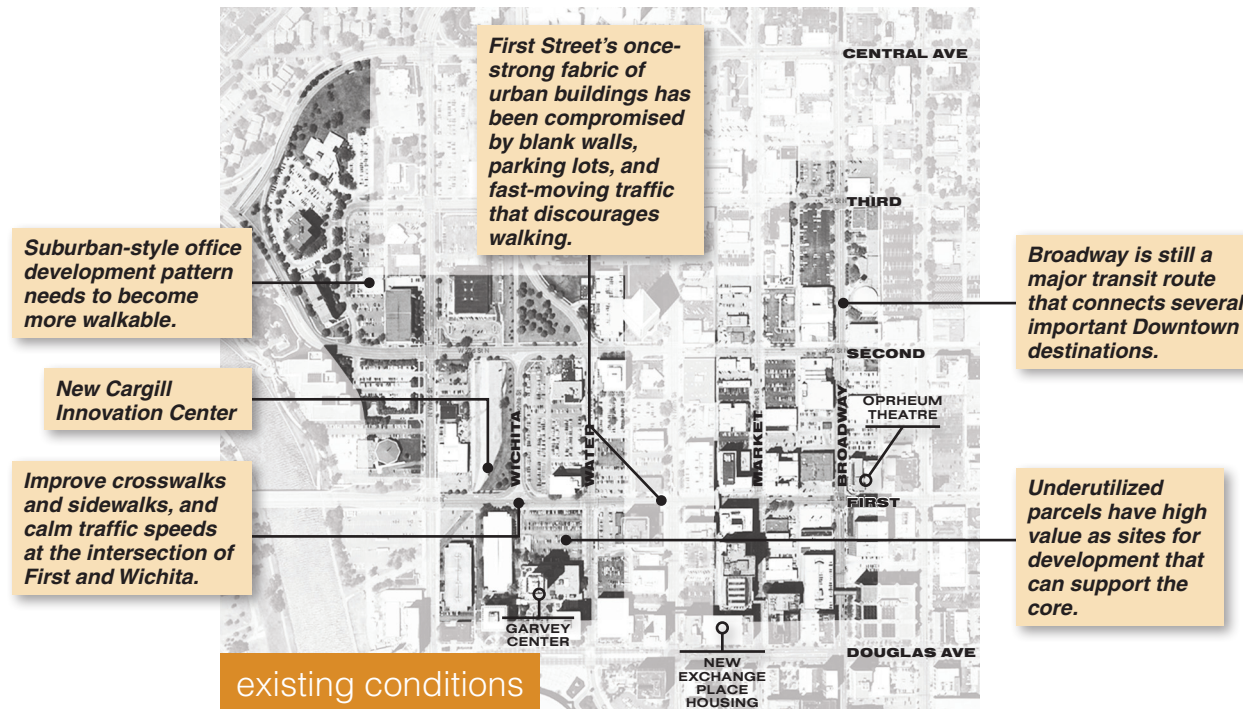 First Street's once-
strong fabric of
urban buildings has
been compromised
by blank walls,
parking lots, and
fast-moving traffic
that discourages
walking.
CENTRAL AVE
THIRD
Suburban-style office
development pattern
needs to become
more walkable.
Broadway is still a
major transit route
that connects several
important Downtown
destinations.
SECOND
New Cargill
Innovation Center
WICHITA
WATER
MARKET
BROADWAY
OPRHEUM
THEATRE
FIRST
Improve crosswalks
and sidewalks, and
calm traffic speeds
at the intersection of
First and Wichita.
Underutilized
parcels have high
value as sites for
development that
can support the
core.
GARVEY
CENTER
DOUGLAS AVE
NEW
EXCHANGE
PLACE
HOUSING
existing conditions